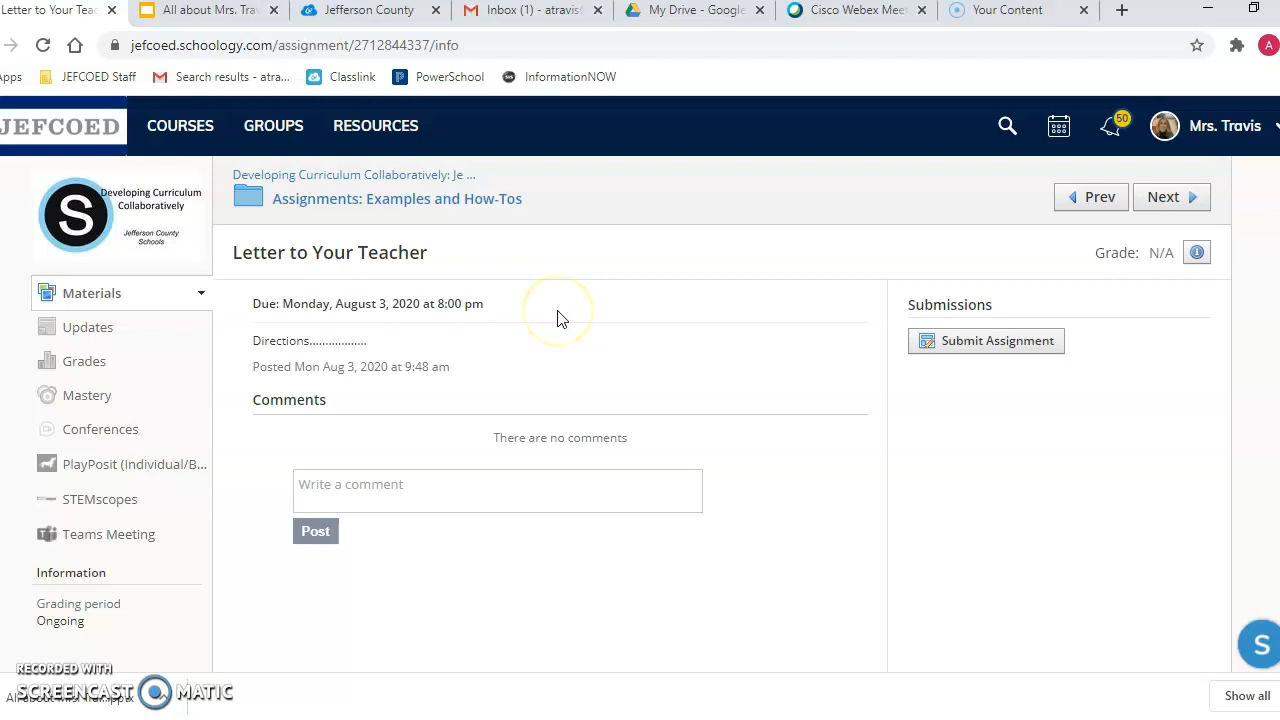 Letter to Your Teac
All about Mrs. Trav
Jefferson County
Inbox (1) - atravis@
My Drive - Google
Cisco Webex Meet
Your Content
jefcoed.schoology.com/assignment/2712844337/info
A
pps
JEFCOED Staff
Search results - atra...
Classlink
PowerSchool
InformationNOW
JEFCOED
COURSES
GROUPS
RESOURCES
50
Mrs. Travis
S
Developing Curriculum
Collaboratively
Jefferson County
Schools
Developing Curriculum Collaboratively: Je ...
Assignments: Examples and How-Tos
Prev
Next
Letter to Your Teacher
Grade: N/A
Materials
Updates
Grades
Mastery
Conferences
PlayPosit (Individual/B...
STEMscopes
Teams Meeting
Information
Grading period
Ongoing
Due: Monday, August 3, 2020 at 8:00 pm
Directions.................
Posted Mon Aug 3, 2020 at 9:48 am
Comments
There are no comments
Write a comment
Post
Submissions
Submit Assignment
S
RECORDED WITH
SCREENCAST MATIC
Show all